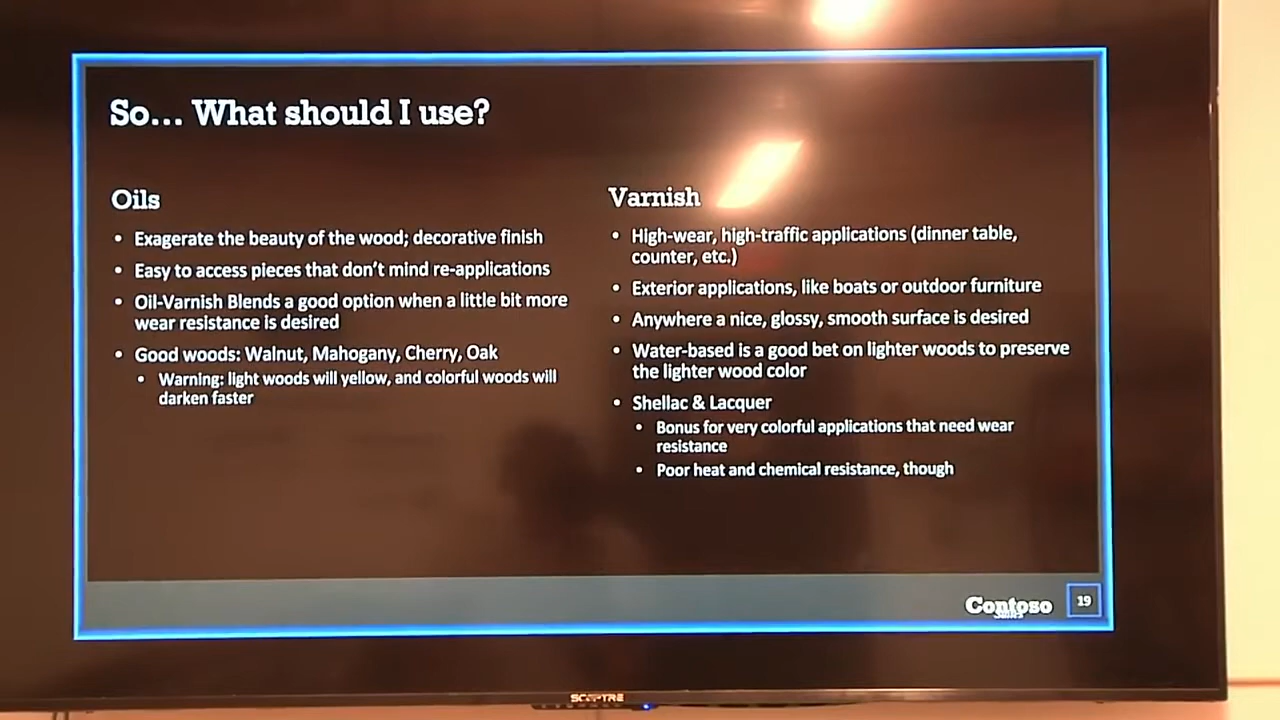 So... What should I use?
Oils
• Exagerate the beauty of the wood; decorative finish
• Easy to access pieces that don't mind re-applications
• Oil-Varnish Blends a good option when a little bit more
wear resistance is desired
• Good woods: Walnut, Mahogany, Cherry, Oak
• Warning: light woods will yellow, and colorful woods will
darken faster
Varnish
• High-wear, high-traffic applications (dinner table,
counter, etc.)
• Exterior applications, like boats or outdoor furniture
• Anywhere a nice, glossy, smooth surface is desired
• Water-based is a good bet on lighter woods to preserve
the lighter wood color
• Shellac & Lacquer
• Bonus for very colorful applications that need wear
resistance
• Poor heat and chemical resistance, though
Contoso
19
SCEPTRE